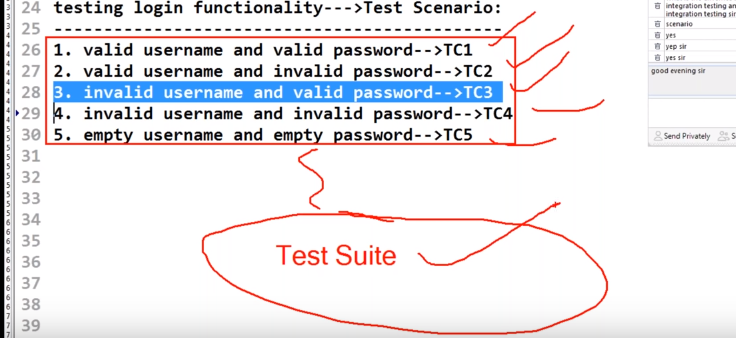 24 testing login functionality--->Test Scenario:
25 ---------------------------------------------
26 1. valid username and valid password-->TC1
27 2. valid username and invalid password-->TC2
28 3. invalid username and valid password-->TC3
29 4. invalid username and invalid password-->TC4
30 5. empty username and empty password-->TC5
31
32
33
34
35
36
37
38
39
Test Suite
integration testing an
integration testing sir
scenario
yes
yep sir
yes sir
good evening sir
Send Privately
S